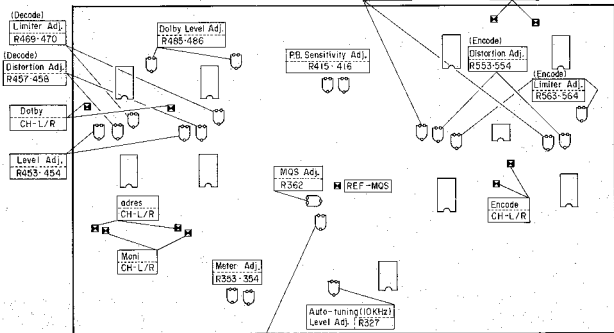 (Decode)
Limiter Adj.
R469·470
(Decode)
Distortion Adj.
R457·458
Dolby
CH-L/R
Level Adj.
R453·454
Dolby Level Adj.
R485·486
P.B. Sensitivity Adj.
R415·416
(Encode)
Distortion Adj.
R553·554
(Encode)
Limiter Adj.
R563·564
MQS Adj.
R362
REF-MQS
adres
CH-L/R
Moni
CH-L/R
Encode
CH-L/R
Meter Adj.
R353·354
Auto-tuning (10KHz)
Level Adj. R327